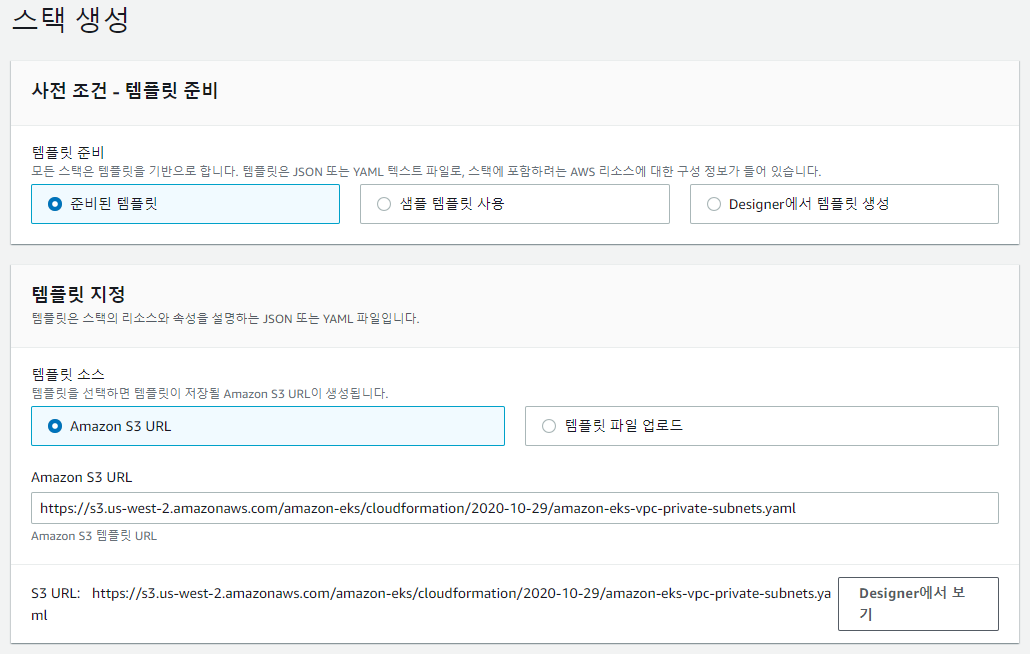 스택 생성
사전 조건 - 템플릿 준비
템플릿 준비
모든 스택은 템플릿을 기반으로 합니다. 템플릿은 JSON 또는 YAML 텍스트 파일로, 스택에 포함하려는 AWS 리소스에 대한 구성 정보가 들어 있습니다.
준비된 템플릿
샘플 템플릿 사용
Designer에서 템플릿 생성
템플릿 지정
템플릿은 스택의 리소스와 속성을 설명하는 JSON 또는 YAML 파일입니다.
템플릿 소스
템플릿을 선택하면 템플릿이 저장될 Amazon S3 URL이 생성됩니다.
Amazon S3 URL
템플릿 파일 업로드
Amazon S3 URL
https://s3.us-west-2.amazonaws.com/amazon-eks/cloudformation/2020-10-29/amazon-eks-vpc-private-subnets.yaml
Amazon S3 템플릿 URL
S3 URL: https://s3.us-west-2.amazonaws.com/amazon-eks/cloudformation/2020-10-29/amazon-eks-vpc-private-subnets.ya
ml
Designer에서 보
기